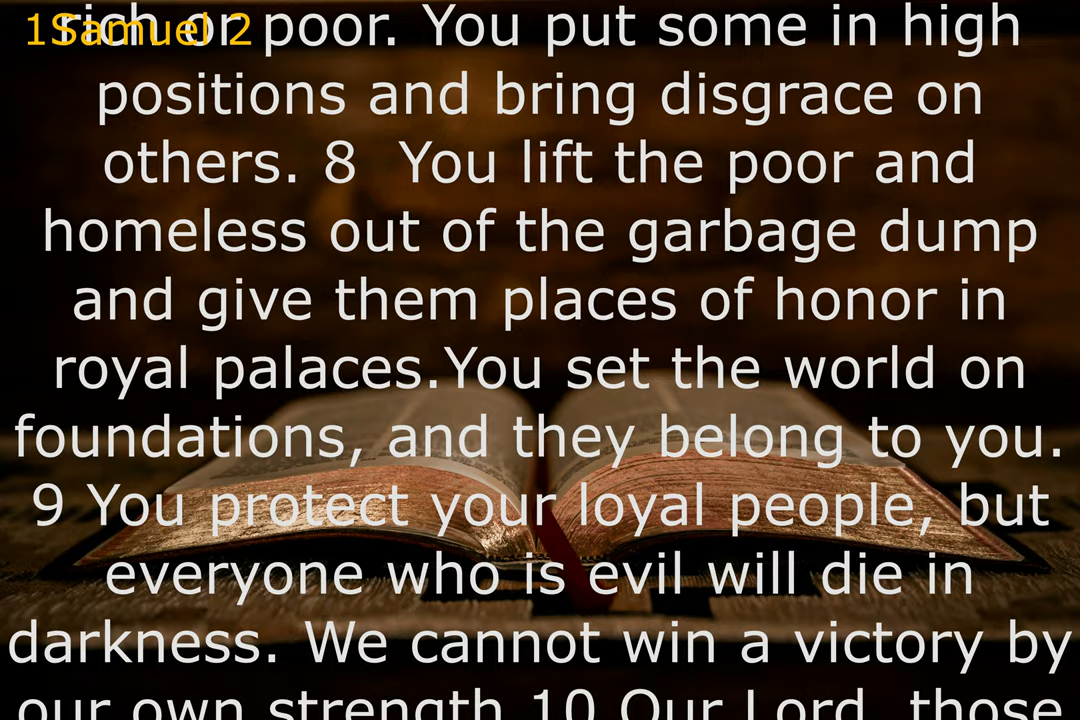 1Samuel 2
rich or poor. You put some in high
positions and bring disgrace on
others. 8 You lift the poor and
homeless out of the garbage dump
and give them places of honor in
royal palaces.You set the world on
foundations, and they belong to you.
9 You protect your loyal people, but
everyone who is evil will die in
darkness. We cannot win a victory by
our own strength 10 Our Lord, those